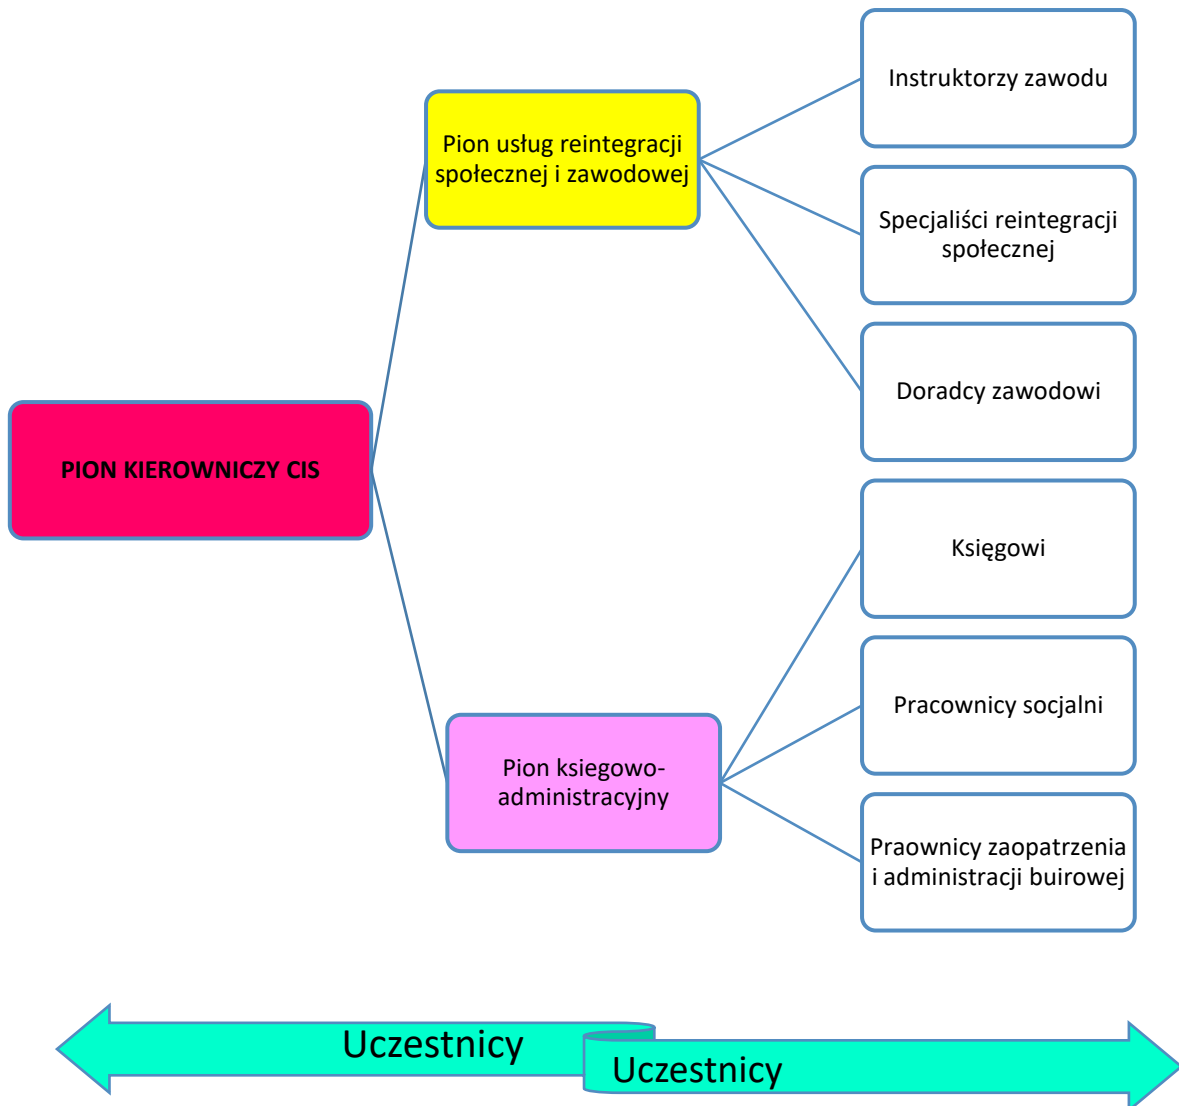 Instruktorzy zawodu
Pion usług reintegracji
społecznej i zawodowej
Specjaliści reintegracji
społecznej
Doradcy zawodowi
PION KIEROWNICZY CIS
Księgowi
Pracownicy socjalni
Pion ksiegowo-
administracyjny
Praownicy zaopatrzenia
i administracji buirowej
Uczestnicy
Uczestnicy